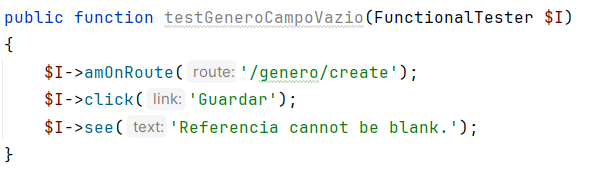 public function testGeneroCampoVazio(FunctionalTester $I)
{
    $I->amOnRoute( route: '/genero/create');
    $I->click( link: 'Guardar');
    $I->see( text: 'Referencia cannot be blank.');
}